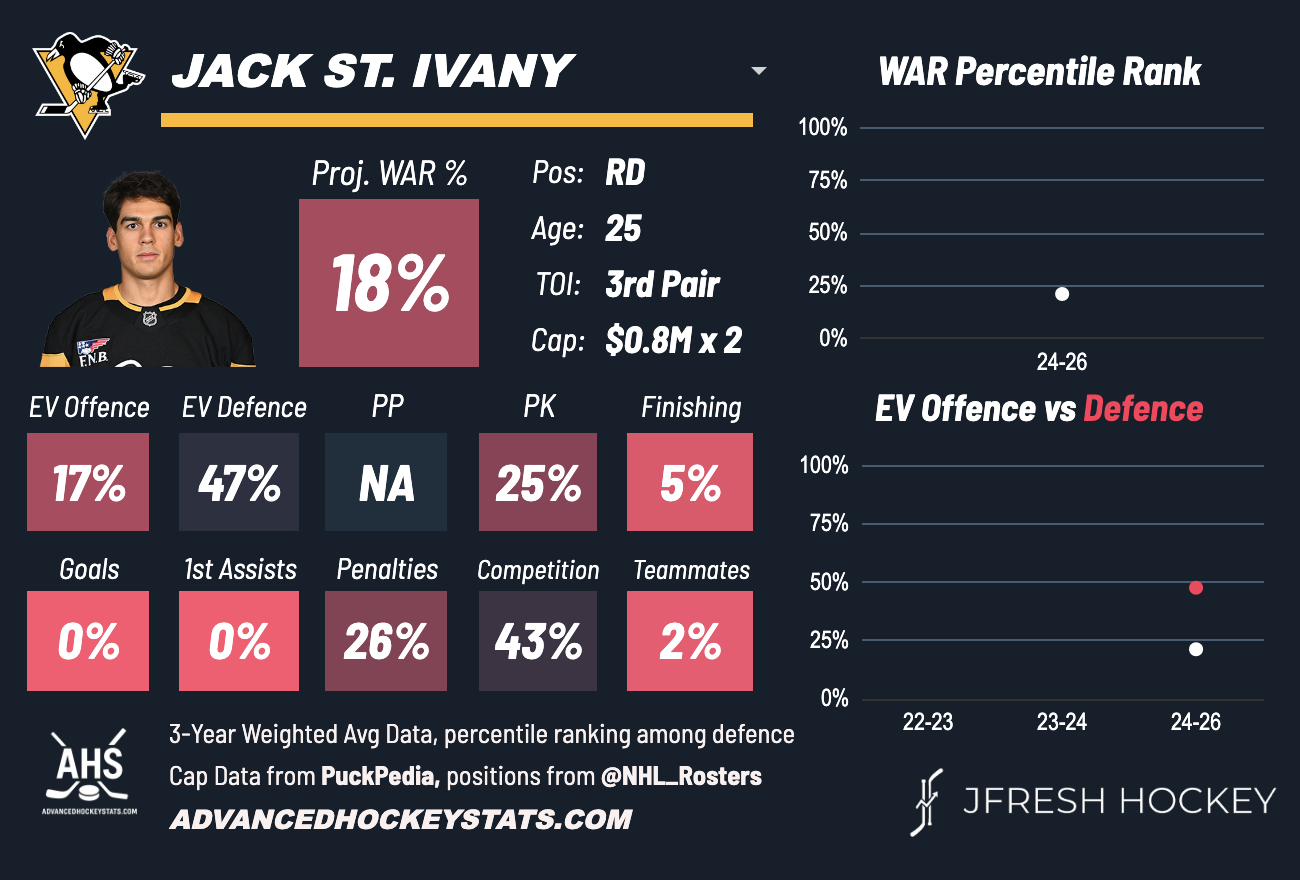 JACK ST. IVANY
WAR Percentile Rank
100%
75%
50%
25%
0%
24-26
Proj. WAR %
18%
Pos: RD
Age: 25
TOI: 3rd Pair
Cap: $0.8M x 2
F.N.B.
EV Offence EV Defence PP PK Finishing
17% 47% NA 25% 5%
Goals 1st Assists Penalties Competition Teammates
0% 0% 26% 43% 2%
EV Offence vs Defence
100%
75%
50%
25%
0%
22-23 23-24 24-26
3-Year Weighted Avg Data, percentile ranking among defence
Cap Data from PuckPedia, positions from @NHL_Rosters
ADVANCEDHOCKEYSTATS.COM
AHS
ADVANCEDHOCKEYSTATS.COM
JFRESH HOCKEY